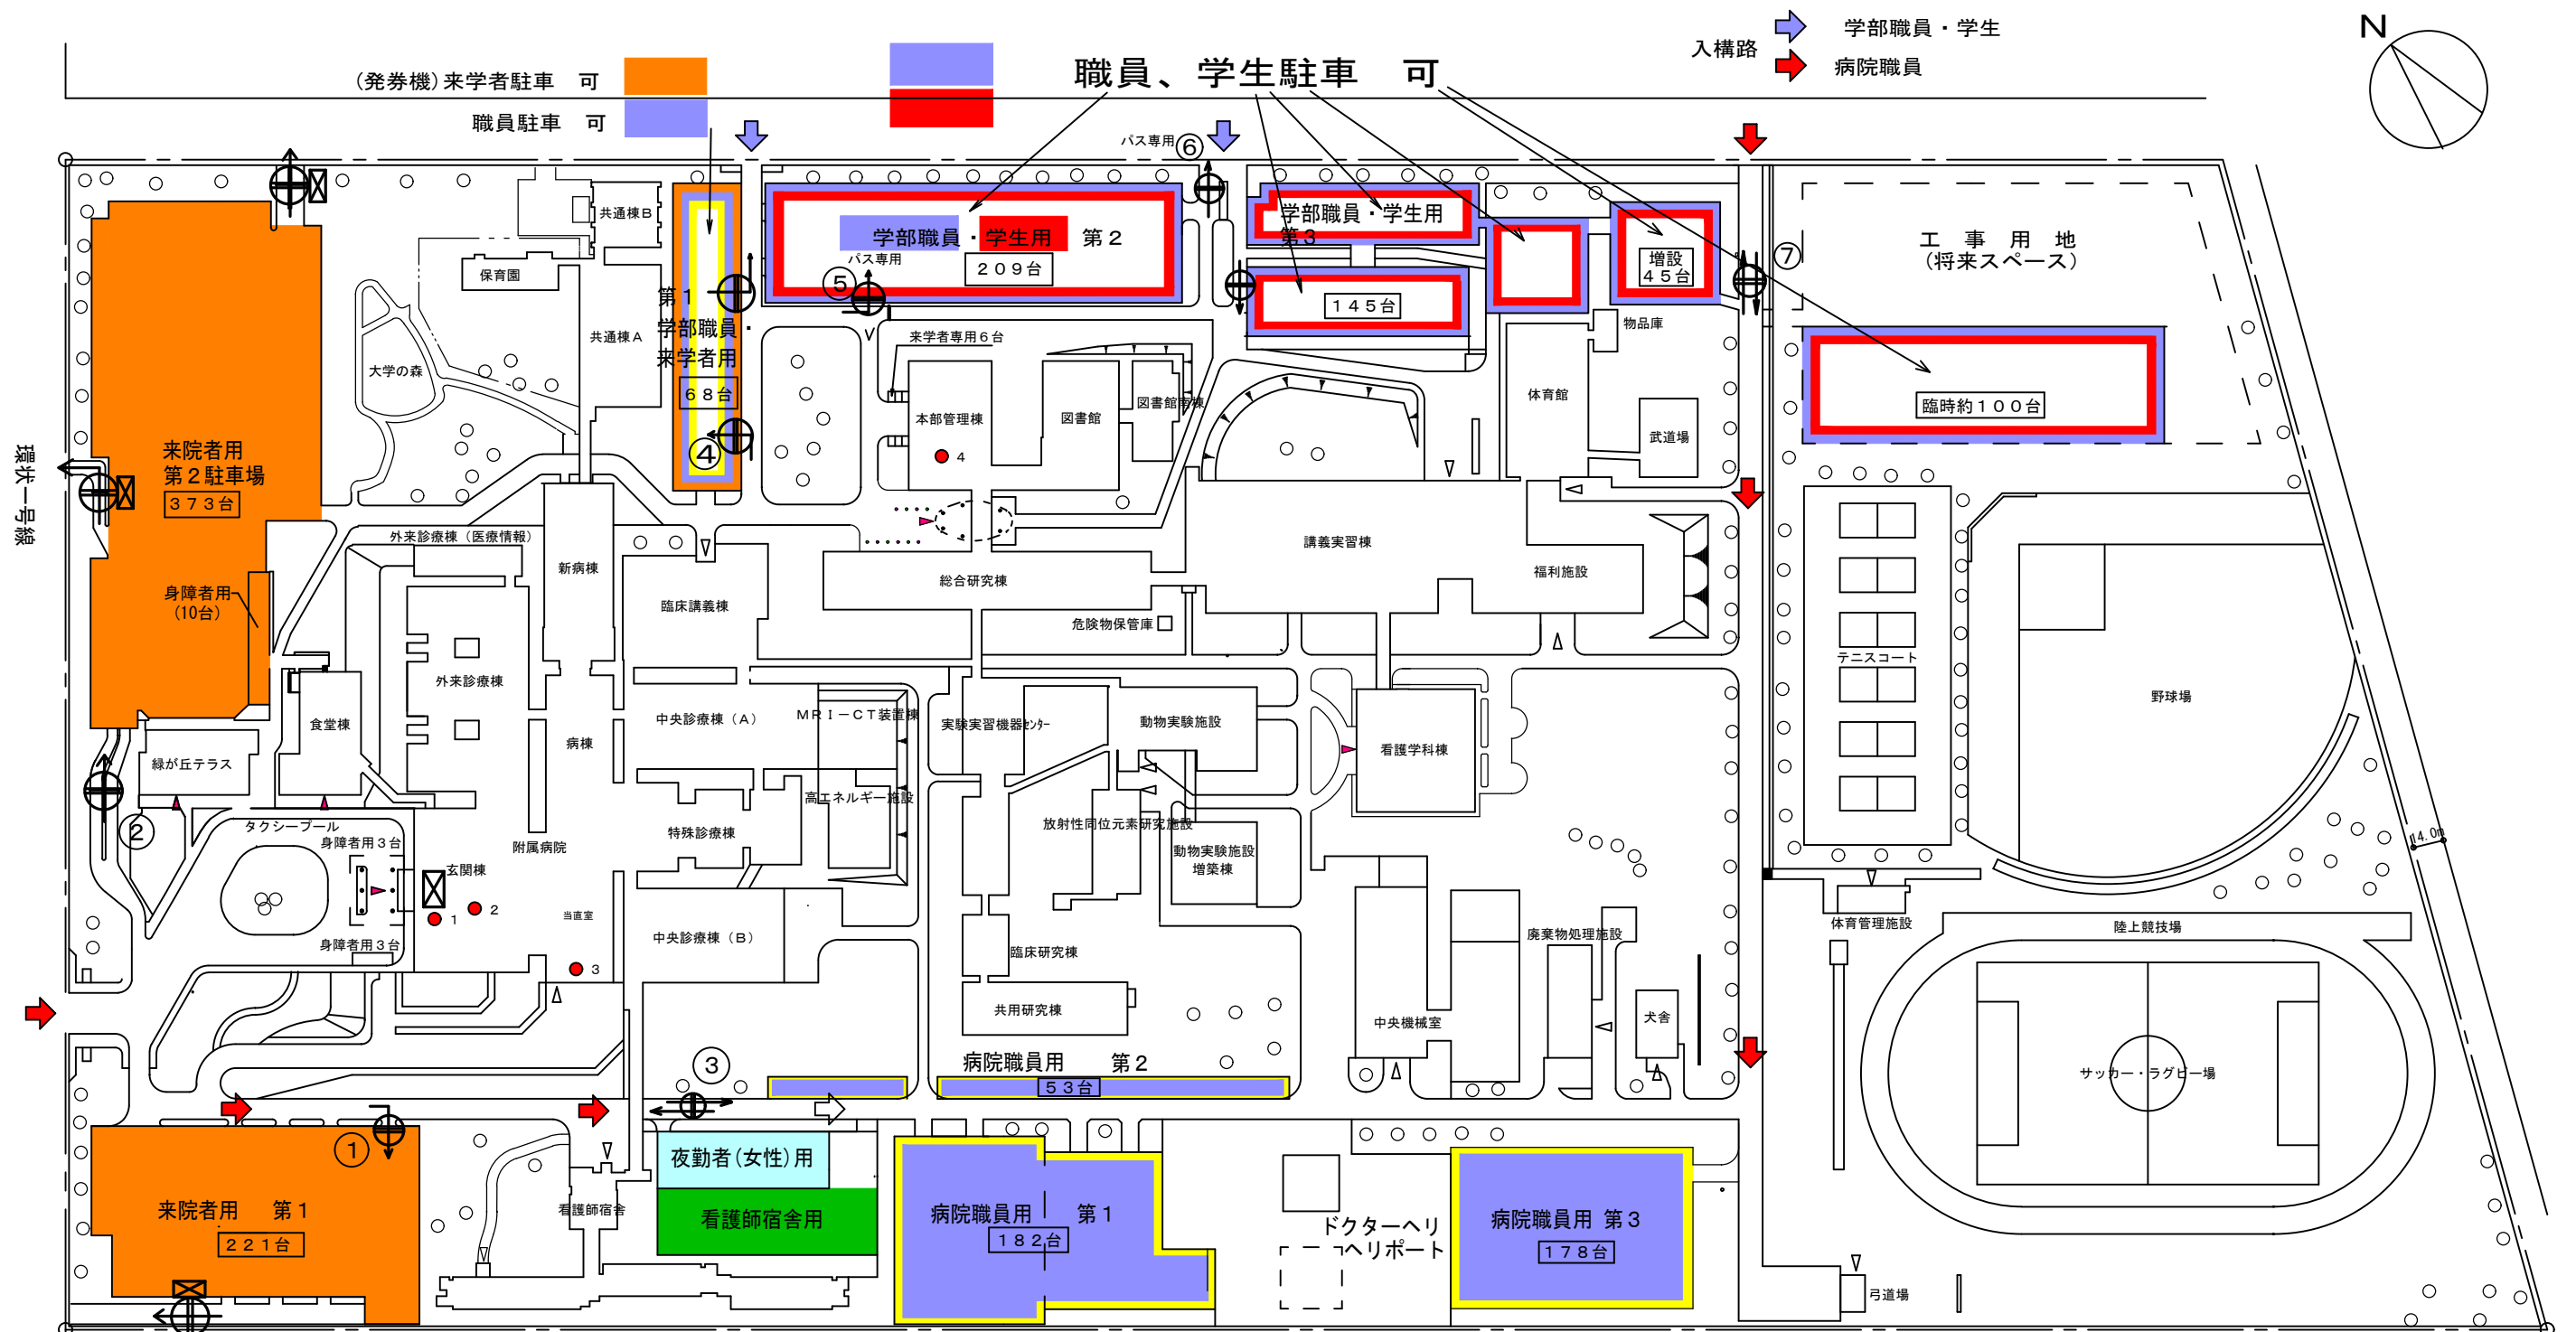 (発券機)来学者駐車 可
職員駐車 可
職員、学生駐車 可
入構路
学部職員・学生
病院職員
N
バス専用
⑥
共通棟B
保育園
共通棟A
大学の森
第1
学部職員・
来学者用
68台
④
学部職員・学生用 第2
209台
バス専用
⑤
学部職員・学生用
第3
145台
増設
45台
⑦
工事用地
(将来スペース)
臨時約100台
物品庫
体育館
武道場
来学者専用6台
本部管理棟
4
図書館
図書館南棟
環状一号線
来院者用
第2駐車場
373台
身障者用
(10台)
外来診療棟(医療情報)
新病棟
臨床講義棟
総合研究棟
講義実習棟
福利施設
危険物保管庫
テニスコート
野球場
外来診療棟
食堂棟
緑が丘テラス
病棟
中央診療棟(A)
MRI-CT装置棟
実験実習機器センター
動物実験施設
看護学科棟
高エネルギー施設
特殊診療棟
放射性同位元素研究施設
動物実験施設
増築棟
②
タクシープール
身障者用3台
玄関棟
附属病院
1
2
当直室
身障者用3台
3
中央診療棟(B)
臨床研究棟
共用研究棟
廃棄物処理施設
中央機械室
犬舎
14.0m
体育管理施設
陸上競技場
サッカー・ラグビー場
③
病院職員用 第2
53台
①
来院者用 第1
221台
看護師宿舎
夜勤者(女性)用
看護師宿舎用
病院職員用 第1
182台
ドクターヘリ
ヘリポート
病院職員用 第3
178台
弓道場